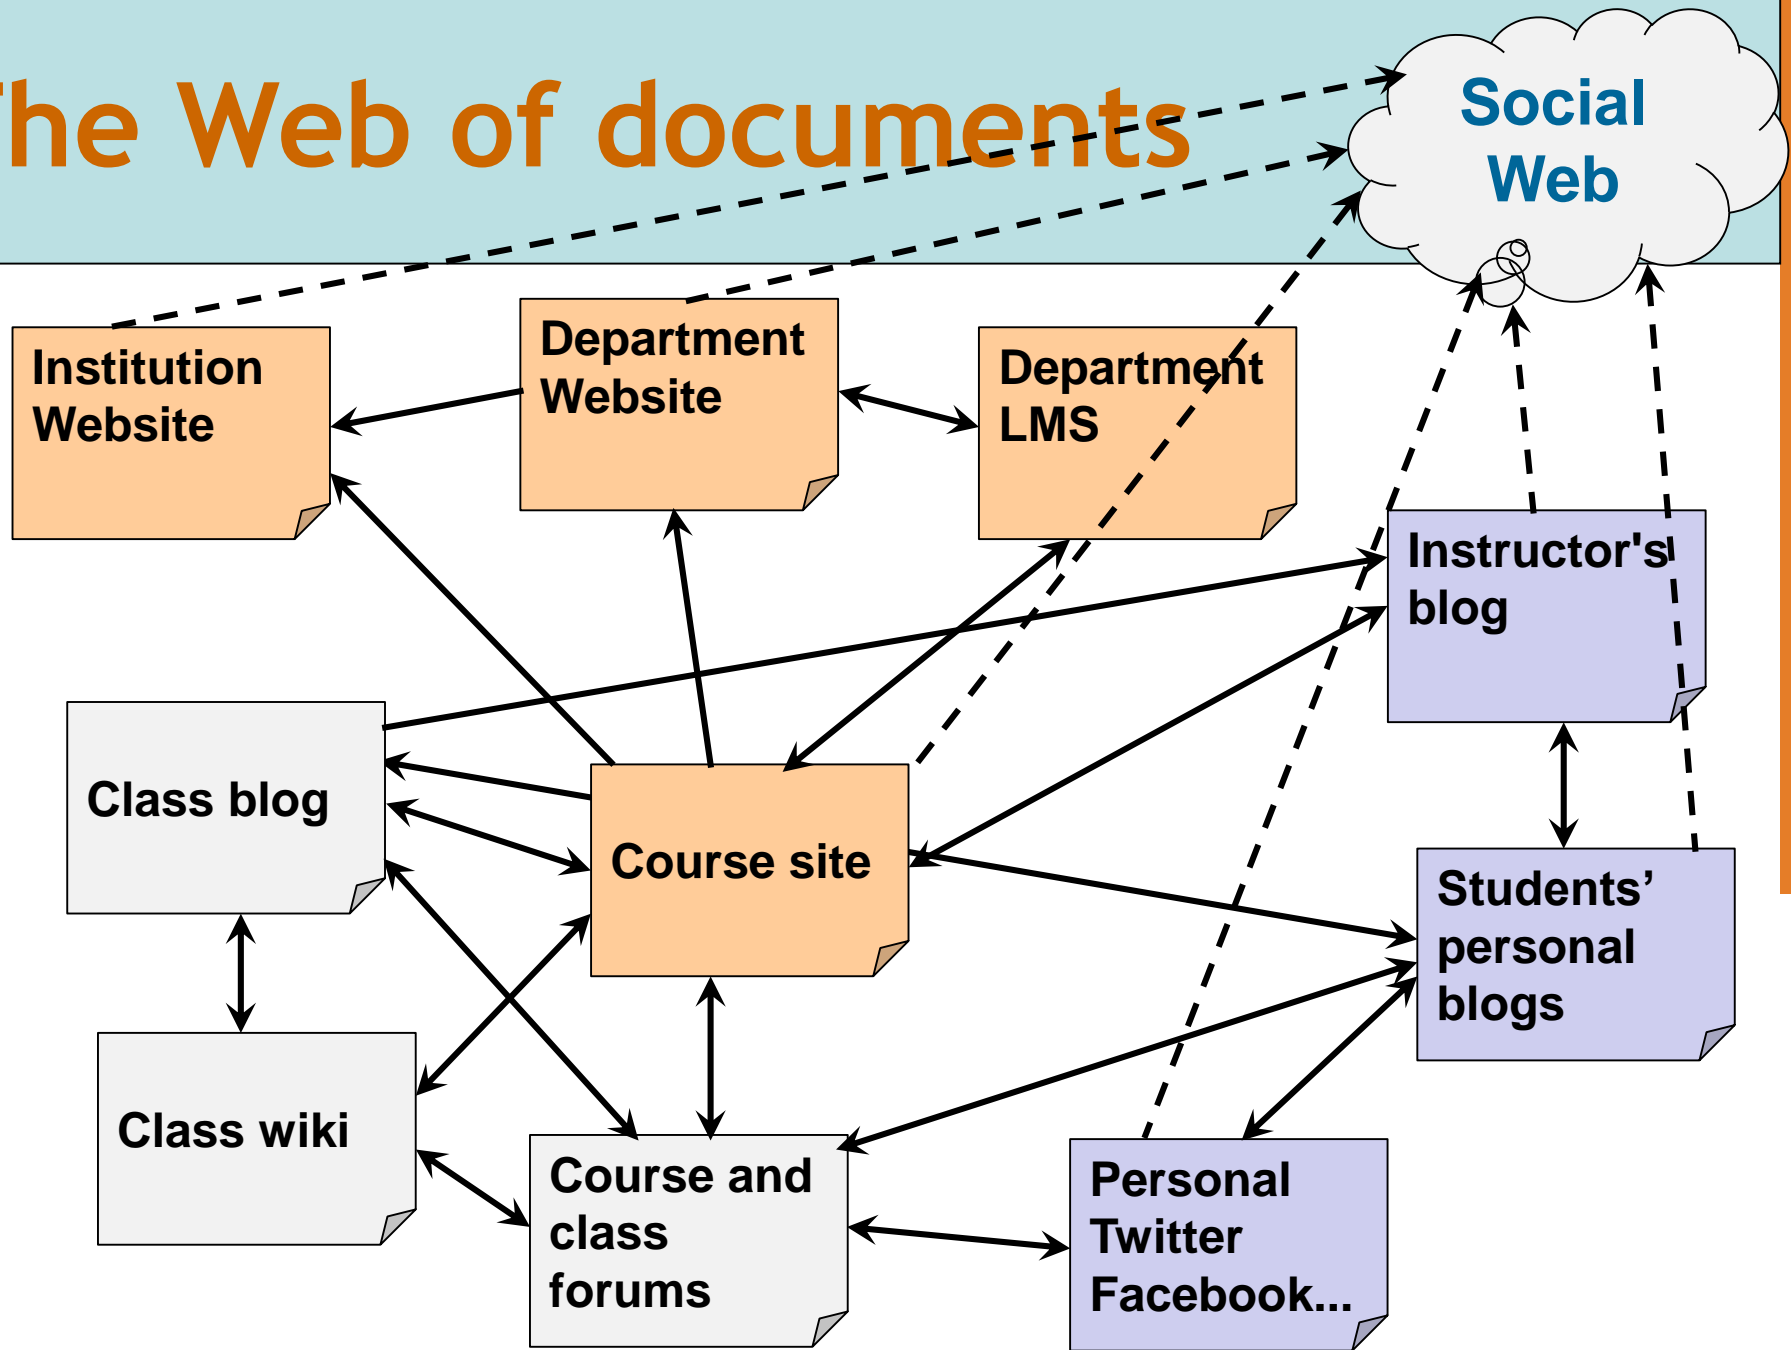 he Web of documents
Social
Web
Institution
Website
Department
Website
Department
LMS
Instructor's
blog
Class blog
Course site
Students’
personal
blogs
Class wiki
Course and
class
forums
Personal
Twitter
Facebook...